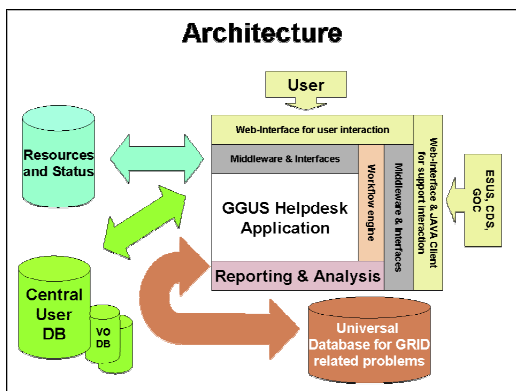 Architecture
User
Web-Interface for user interaction
Resources
and Status
Middleware & Interfaces
GGUS Helpdesk
Application
Workflow engine
Middleware & Interfaces
Web-Interface & JAVA Client
for support interaction
ESUS, CDS,
GOC
Reporting & Analysis
Central
User
DB
VO
DB
Universal
Database for GRID
related problems